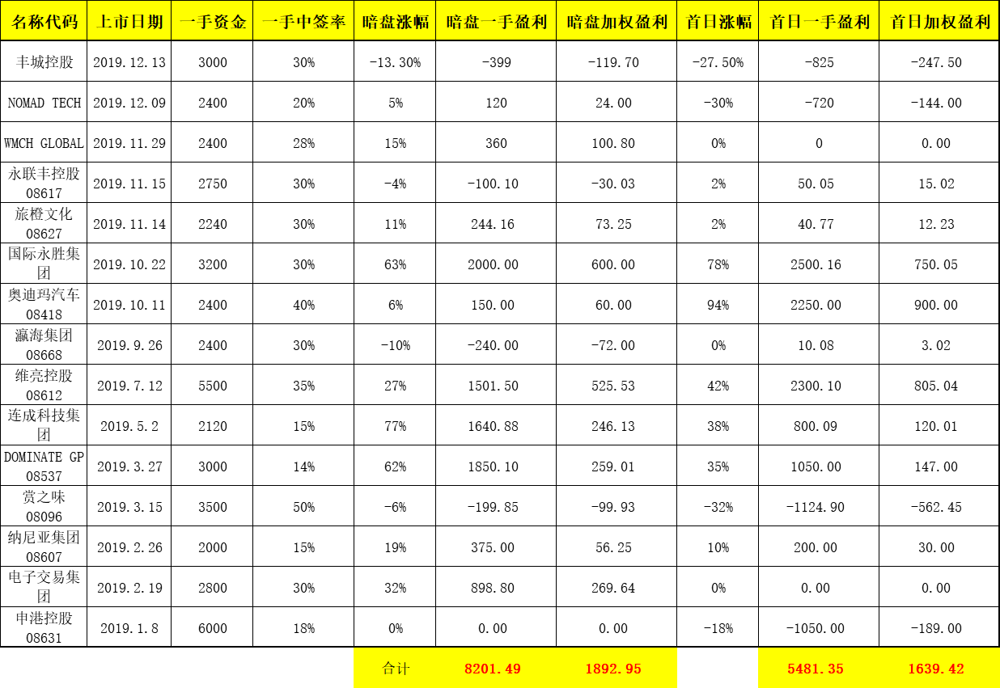 名称代码 上市日期 一手资金 一手中签率 暗盘涨幅 暗盘一手盈利 暗盘加权盈利 首日涨幅 首日一手盈利 首日加权盈利
丰城控股 2019.12.13 3000 30% -13.30% -399 -119.70 -27.50% -825 -247.50
NOMAD TECH 2019.12.09 2400 20% 5% 120 24.00 -30% -720 -144.00
WMCH GLOBAL 2019.11.29 2400 28% 15% 360 100.80 0% 0 0.00
永联丰控股
08617 2019.11.15 2750 30% -4% -100.10 -30.03 2% 50.05 15.02
旅橙文化
08627 2019.11.14 2240 30% 11% 244.16 73.25 2% 40.77 12.23
国际永胜集
团 2019.10.22 3200 30% 63% 2000.00 600.00 78% 2500.16 750.05
奥迪玛汽车
08418 2019.10.11 2400 40% 6% 150.00 60.00 94% 2250.00 900.00
瀛海集团
08668 2019.9.26 2400 30% -10% -240.00 -72.00 0% 10.08 3.02
维亮控股
08612 2019.7.12 5500 35% 27% 1501.50 525.53 42% 2300.10 805.04
连成科技集
团 2019.5.2 2120 15% 77% 1640.88 246.13 38% 800.09 120.01
DOMINATE GP
08537 2019.3.27 3000 14% 62% 1850.10 259.01 35% 1050.00 147.00
赏之味
08096 2019.3.15 3500 50% -6% -199.85 -99.93 -32% -1124.90 -562.45
纳尼亚集团
08607 2019.2.26 2000 15% 19% 375.00 56.25 10% 200.00 30.00
电子交易集
团 2019.2.19 2800 30% 32% 898.80 269.64 0% 0.00 0.00
申港控股
08631 2019.1.8 6000 18% 0% 0.00 0.00 -18% -1050.00 -189.00
合计 8201.49 1892.95 5481.35 1639.42